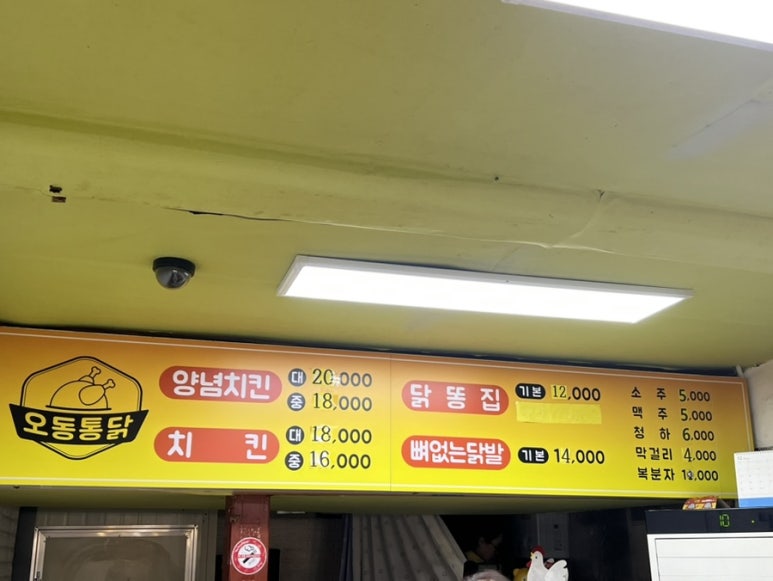 오동통닭
양념치킨 대 20,000
중 18,000
치킨 대 18,000
중 16,000
닭똥집 기본 12,000
뼈없는닭발 기본 14,000
소주 5,000
맥주 5,000
청하 6,000
막걸리 4,000
복분자
10